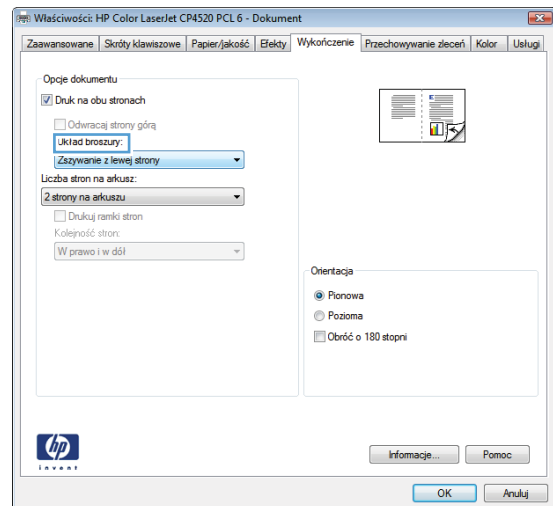 Właściwości: HP Color LaserJet CP4520 PCL 6 - Dokument
Zaawansowane Skróty klawiszowe Papier/jakość Efekty Wykończenie Przechowywanie zleceń Kolor Usługi
Opcje dokumentu
Druk na obu stronach
Odwracaj strony górą
Układ broszury:
Zszywanie z lewej strony
Liczba stron na arkusz:
2 strony na arkuszu
Drukuj ramki stron
Kolejność stron:
W prawo i w dół
Orientacja
Pionowa
Pozioma
Obróć o 180 stopni
hp
invent
Informacje... Pomoc
OK Anuluj